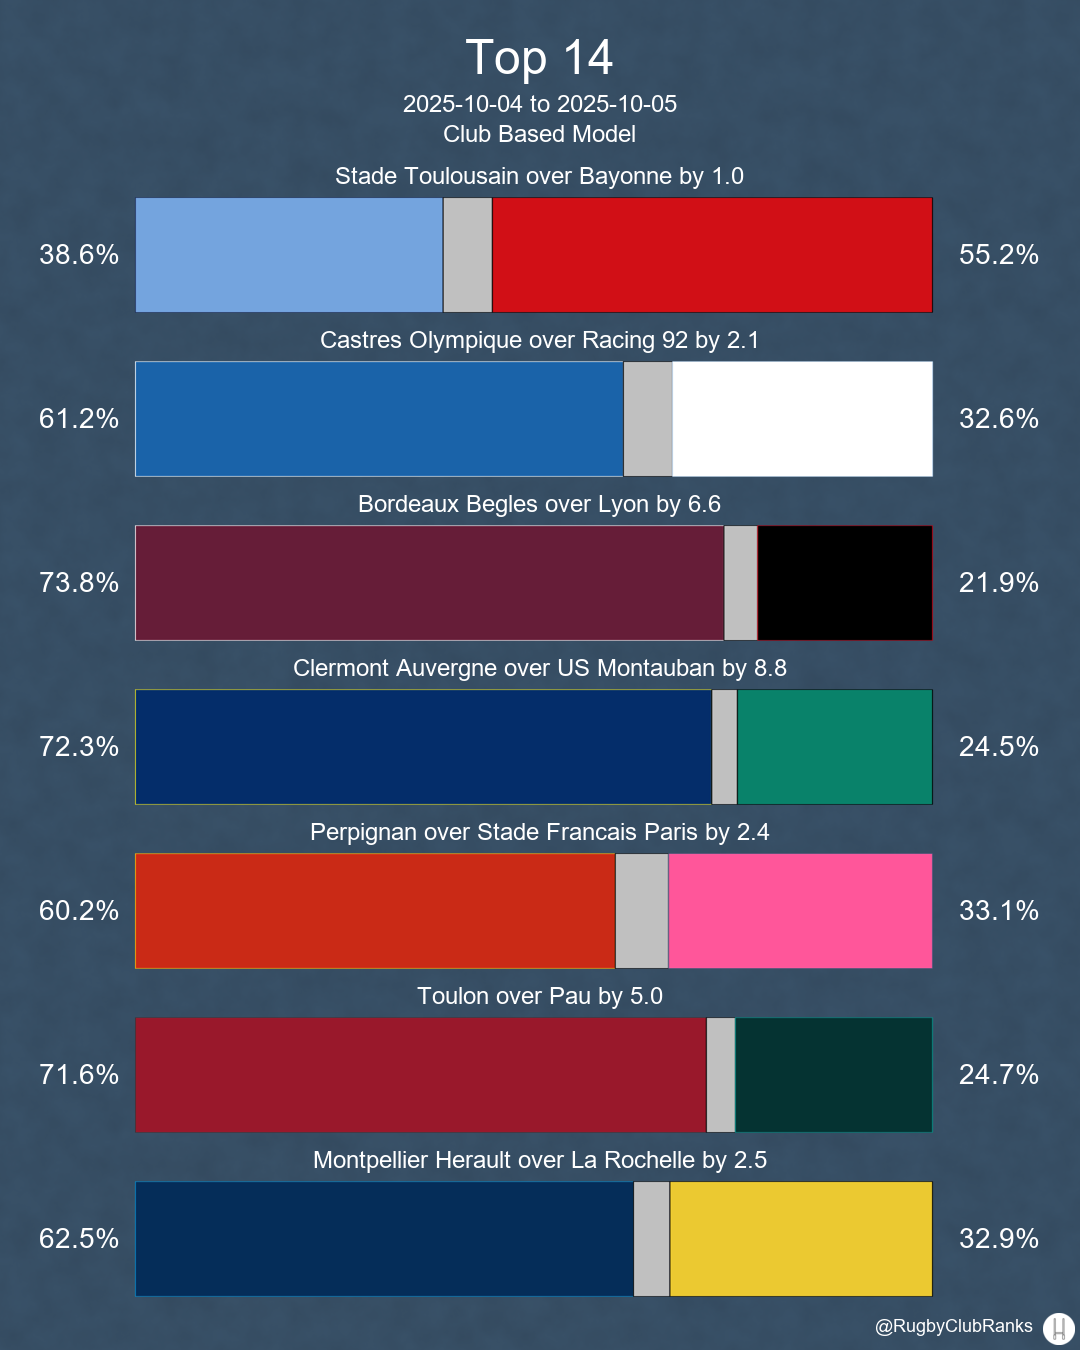 Top 14
2025-10-04 to 2025-10-05
Club Based Model
Stade Toulousain over Bayonne by 1.0
38.6% 55.2%
Castres Olympique over Racing 92 by 2.1
61.2% 32.6%
Bordeaux Begles over Lyon by 6.6
73.8% 21.9%
Clermont Auvergne over US Montauban by 8.8
72.3% 24.5%
Perpignan over Stade Francais Paris by 2.4
60.2% 33.1%
Toulon over Pau by 5.0
71.6% 24.7%
Montpellier Herault over La Rochelle by 2.5
62.5% 32.9%
@RugbyClubRanks